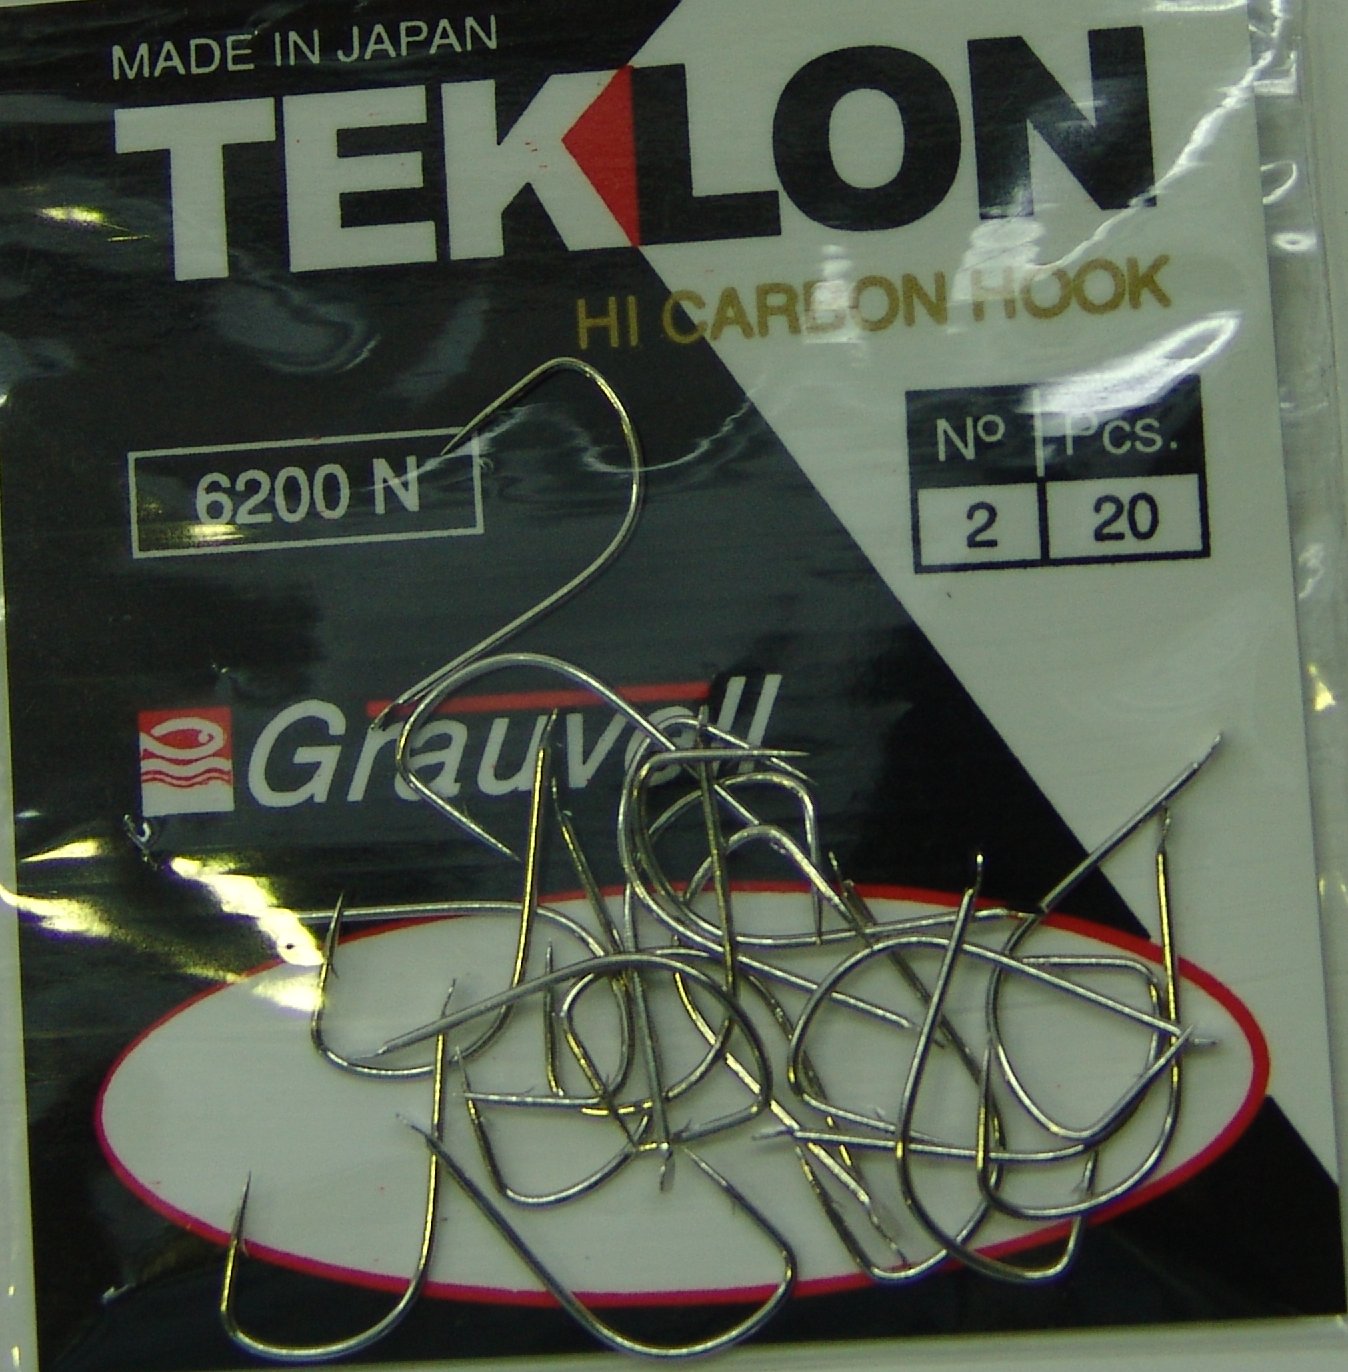 MADE IN JAPAN
TEKLON
HI CARBON HOOK
Nº Pcs.
2 20
6200 N
Grauvell